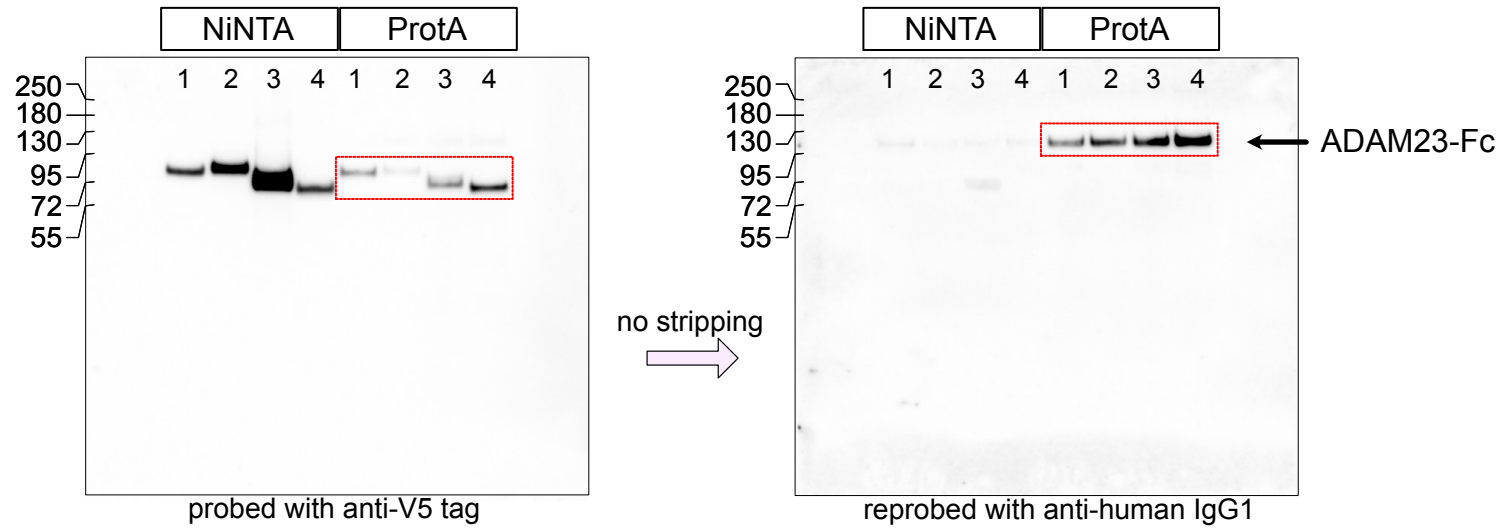 NiNTA ProtA
1 2 3 4 1 2 3 4
250
180
130
95
72
55
probed with anti-V5 tag
no stripping
NiNTA ProtA
1 2 3 4 1 2 3 4
250
180
130
95
72
55
ADAM23-Fc
reprobed with anti-human IgG1